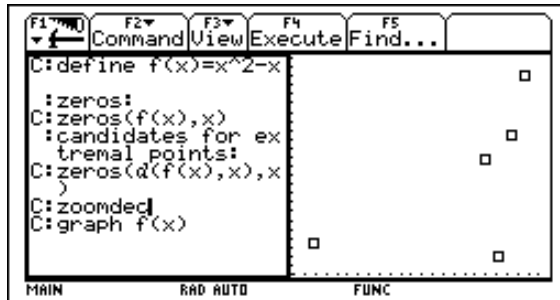 F1 F2 F3 F4 F5
Command View Execute Find...
C:define f(x)=x^2-x
:zeros:
C:zeros(f(x),x)
:candidates for ex
tremal points:
C:zeros(d(f(x),x),x
)
C:zoomdec
C:graph f(x)
MAIN RAD AUTO FUNC